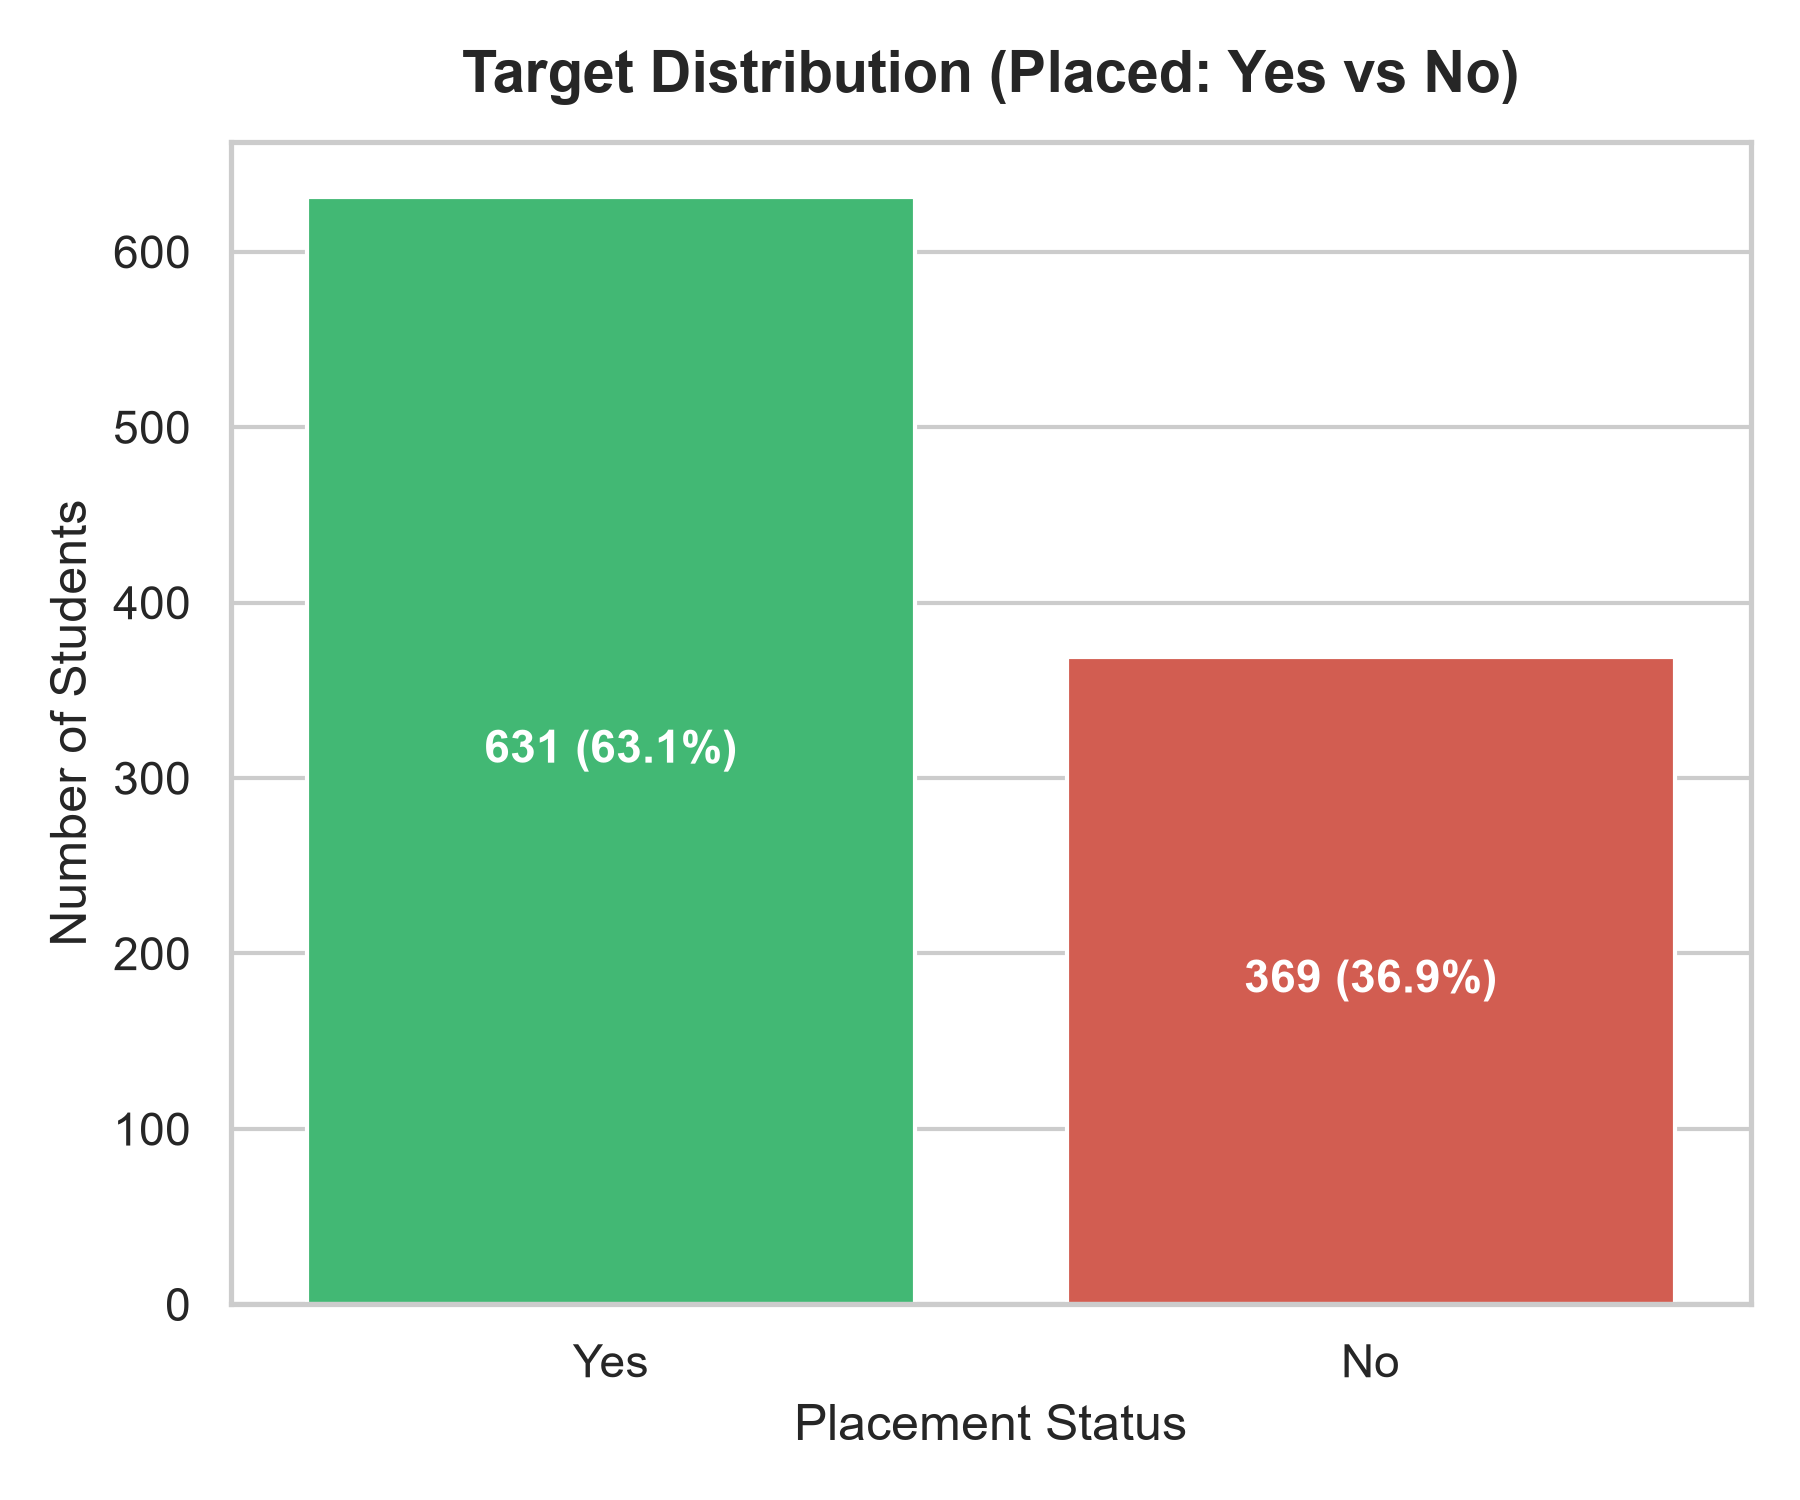 Target Distribution (Placed: Yes vs No)
Number of Students
600
500
400
300
200
100
0
631 (63.1%)
369 (36.9%)
Yes
No
Placement Status